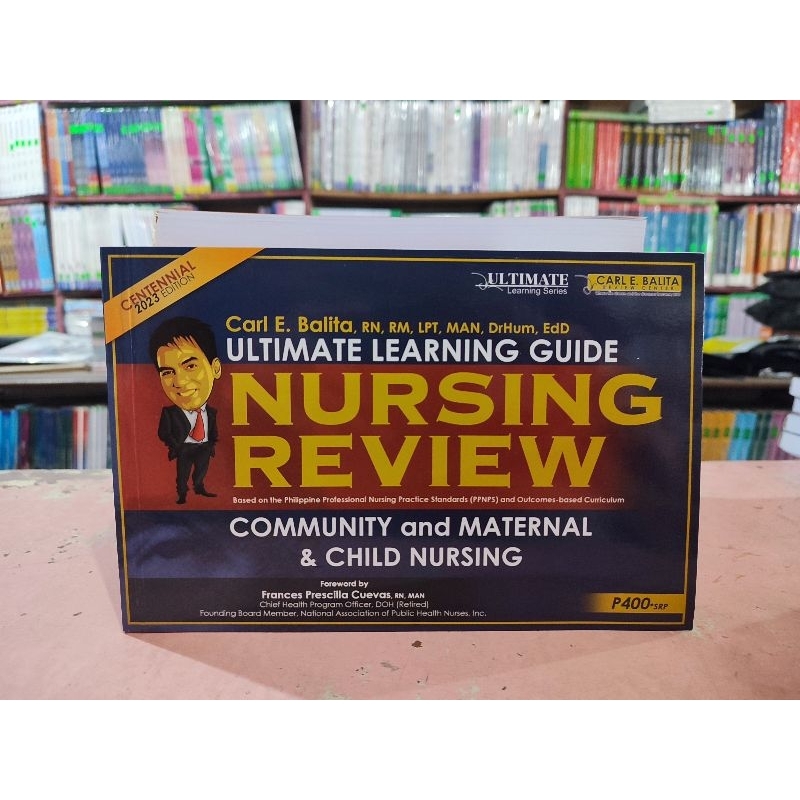 CENTENNIAL
2023 EDITION
ULTIMATE
Learning Series
CARL E. BALITA
REVIEW CENTER
Carl E. Balita, RN, RM, LPT, MAN, DrHum, EdD
ULTIMATE LEARNING GUIDE
NURSING
REVIEW
Based on the Philippine Professional Nursing Practice Standards (PPNPS) and Outcomes-based Curriculum
COMMUNITY and MATERNAL
& CHILD NURSING
Foreword by
Frances Prescilla Cuevas, RN, MAN
Chief Health Program Officer, DOH (Retired)
Founding Board Member, National Association of Public Health Nurses, Inc.
P400.SRP